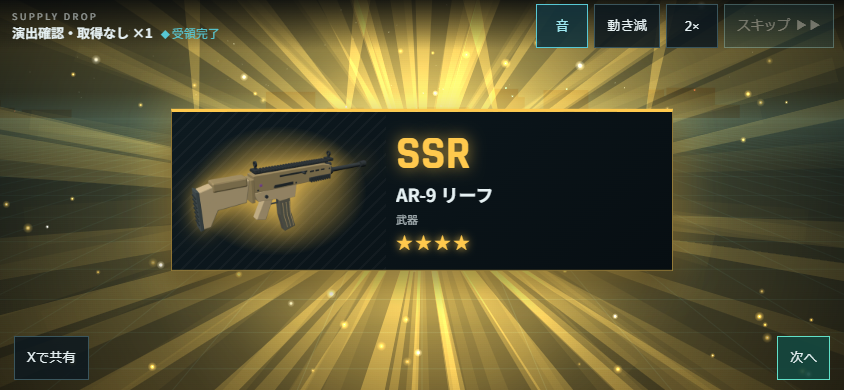 SUPPLY DROP
演出確認・取得なし ×1 ◆受領完了
音
動き減
2×
スキップ ▶▶
SSR
AR-9 リーフ
武器
★★★★
Xで共有
次へ